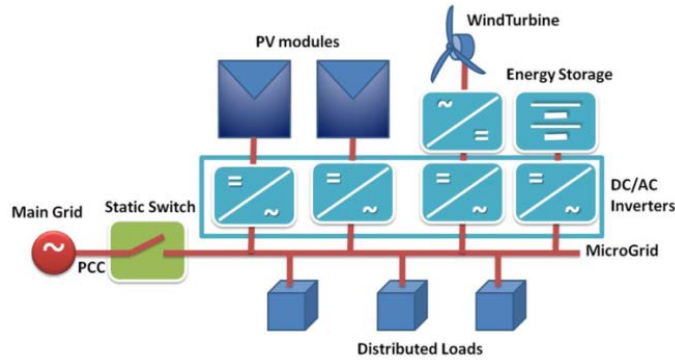 WindTurbine
PV modules
Energy Storage
DC/AC
Inverters
Main Grid
Static Switch
PCC
MicroGrid
Distributed Loads